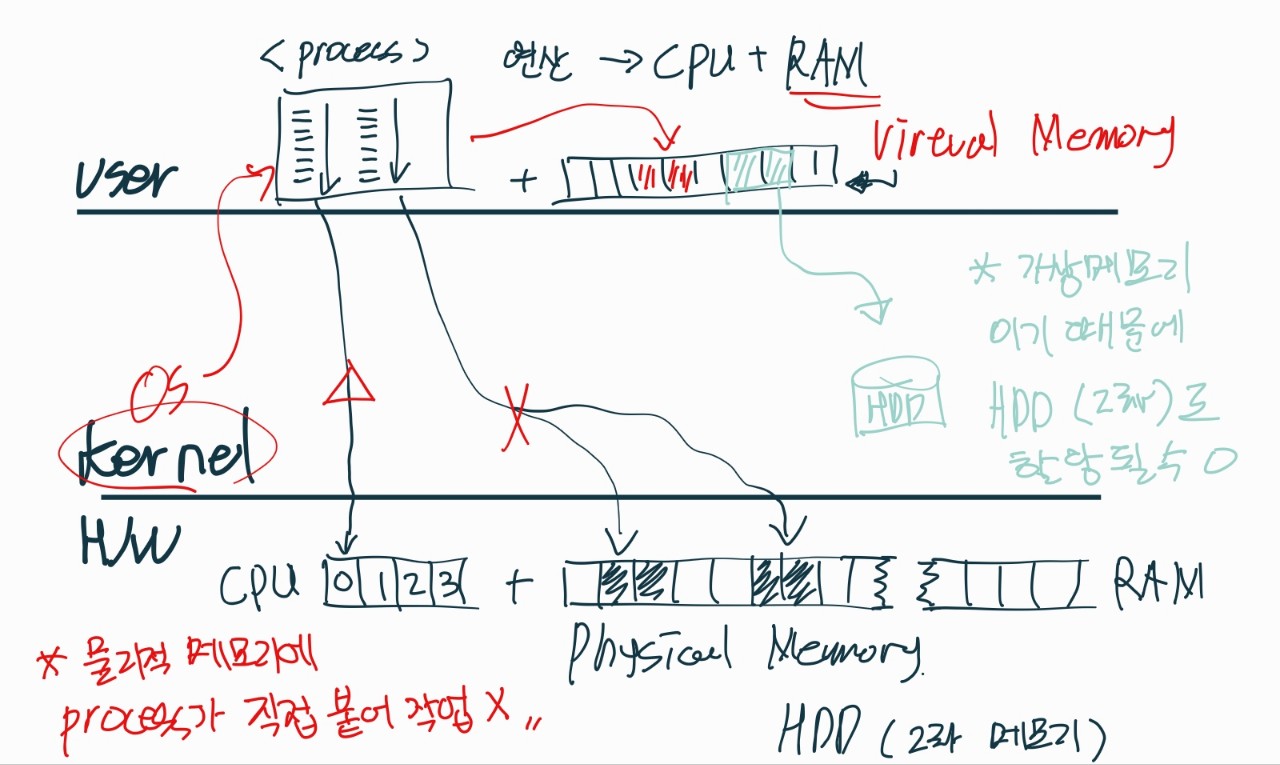 <process> 연산 → CPU + RAM
Vireual Memory
User
+
* 가상메모리
이기 때문에
HDD (2차)로
할당될 수 O
HDD
OS
kernel
H/W
CPU 0 1 2 3 + RAM
Physical Memory
* 물리적 메모리에
process가 직접 붙어 작업 X
HDD (2차 메모리)